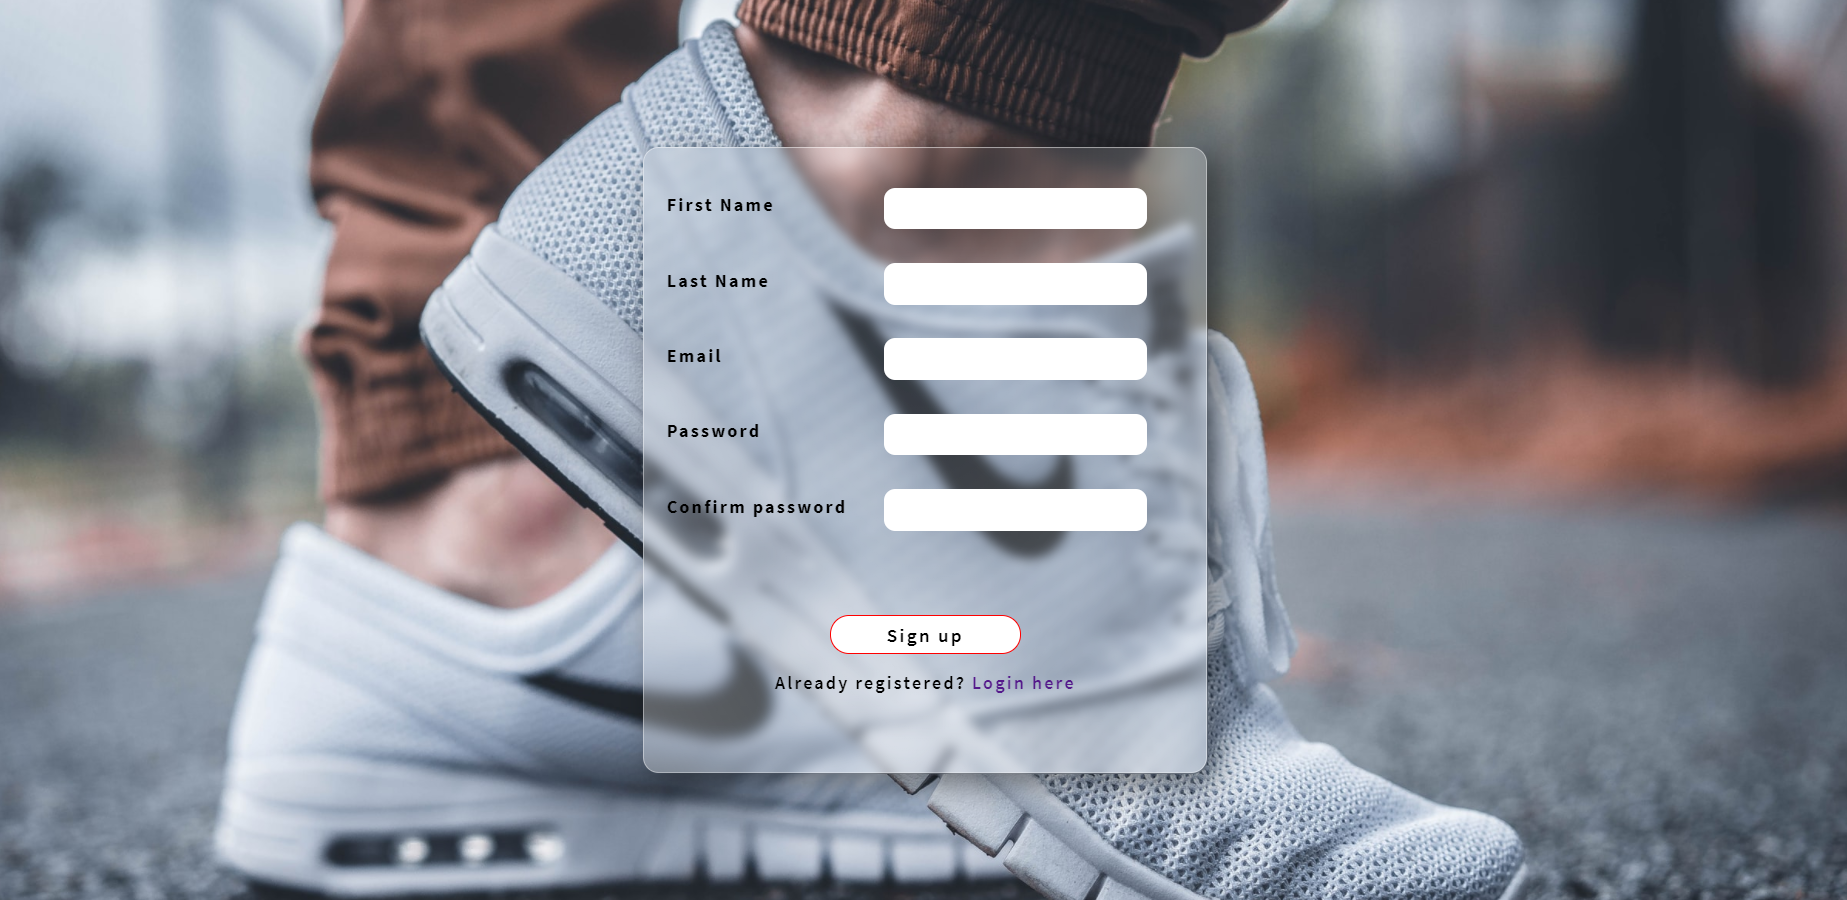 First Name
Last Name
Email
Password
Confirm password
Sign up
Already registered? Login here